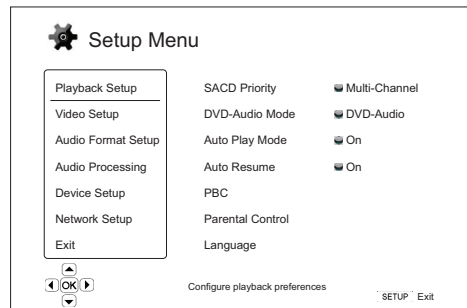 Setup Menu
Playback Setup
Video Setup
Audio Format Setup
Audio Processing
Device Setup
Network Setup
Exit
SACD Priority Multi-Channel
DVD-Audio Mode DVD-Audio
Auto Play Mode On
Auto Resume On
PBC
Parental Control
Language
OK
Configure playback preferences
SETUP Exit